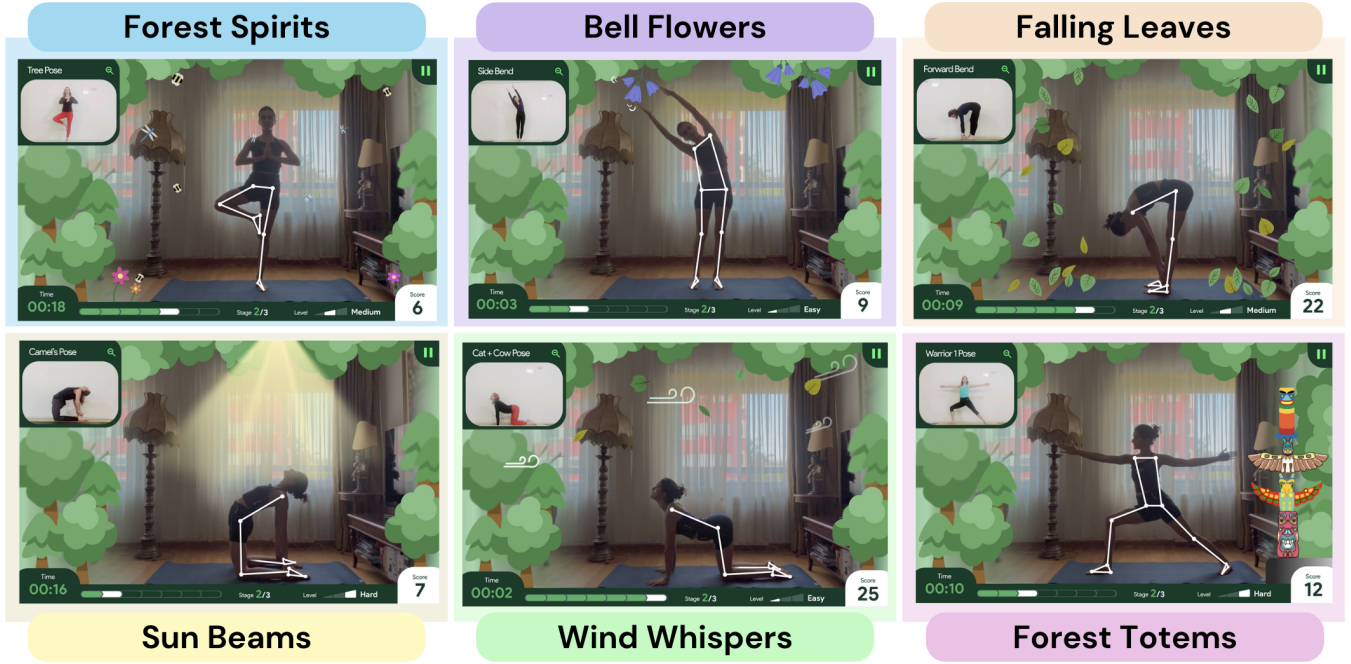 Forest Spirits
Tree Pose
Time
00:18
Stage 2/3
Level
Medium
Score
6
Bell Flowers
Side Bend
Time
00:03
Stage 2/3
Level
Easy
Score
9
Falling Leaves
Forward Bend
Time
00:09
Stage 2/3
Level
Medium
Score
22
Camel's Pose
Time
00:16
Stage 2/3
Level
Hard
Score
7
Sun Beams
Cat + Cow Pose
Time
00:02
Stage 2/3
Level
Easy
Score
25
Wind Whispers
Warrior 1 Pose
Time
00:10
Stage 2/3
Level
Hard
Score
12
Forest Totems